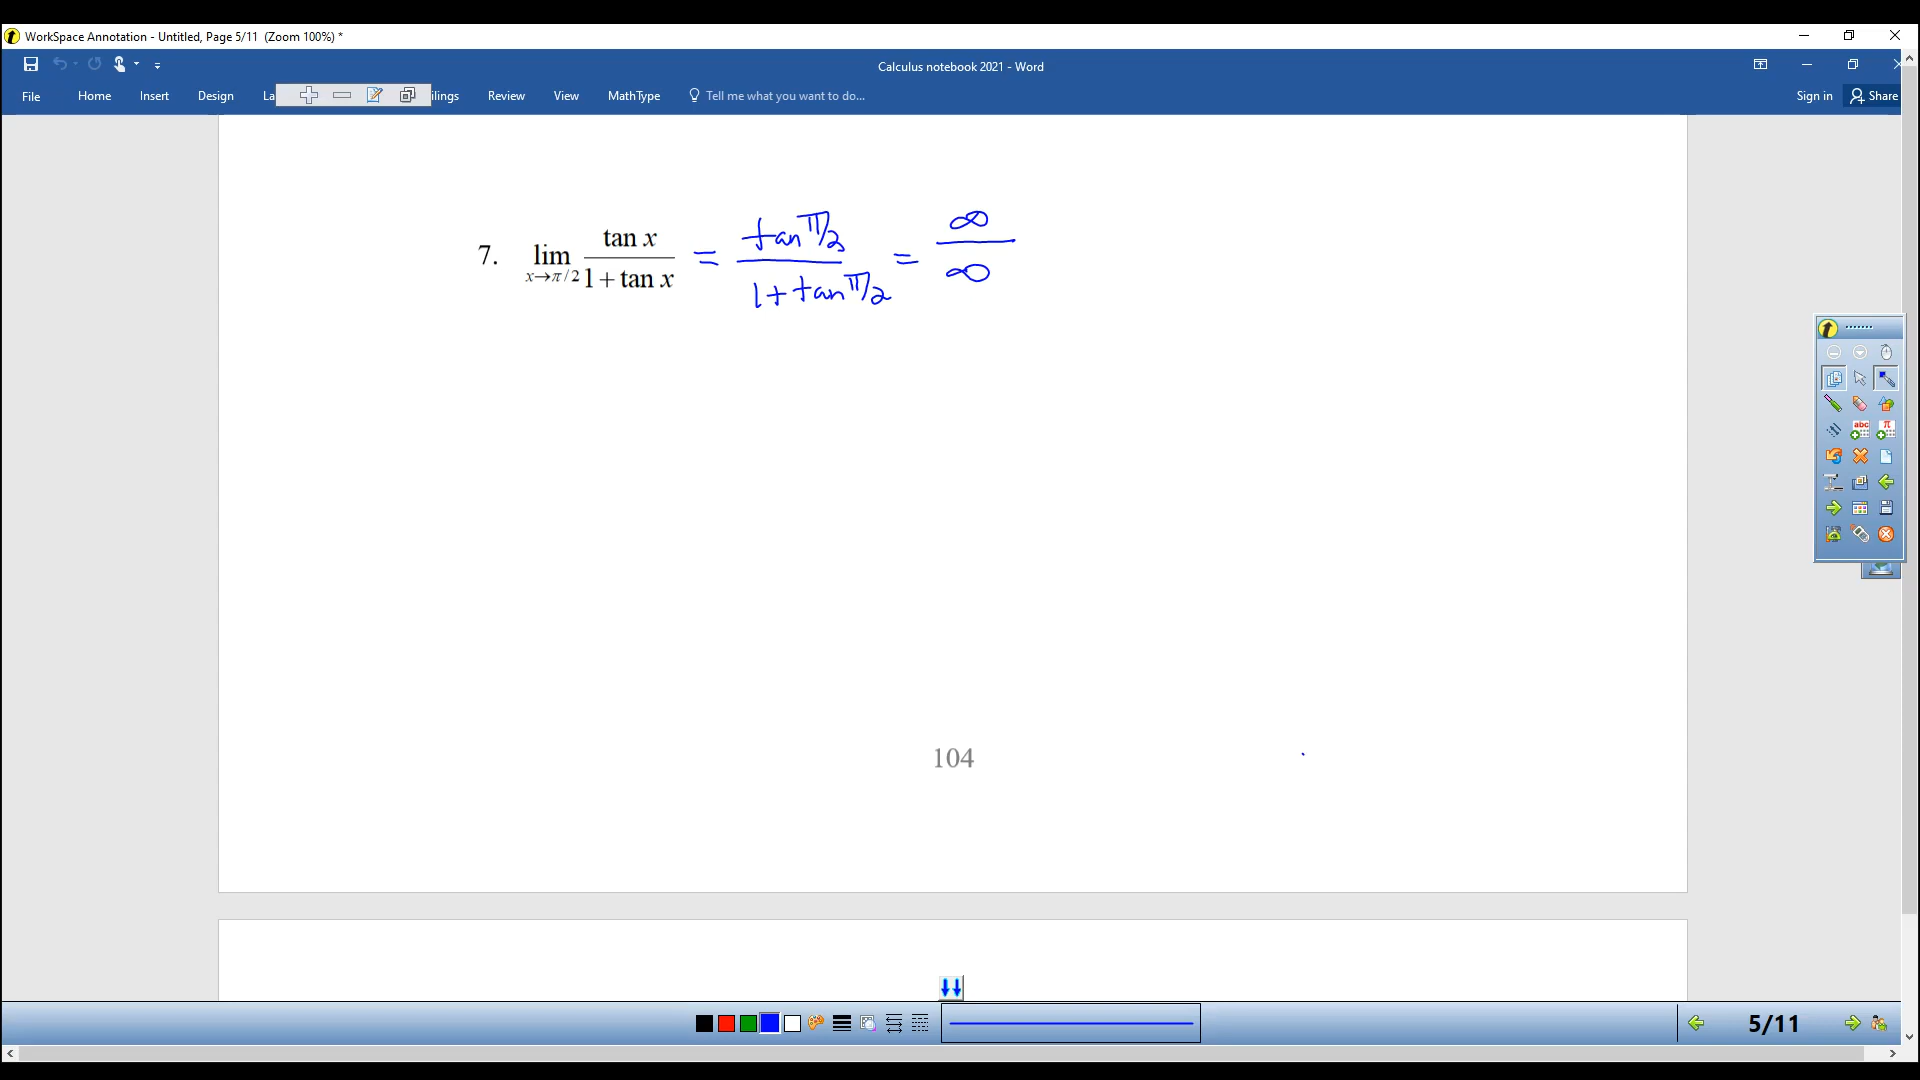 WorkSpace Annotation - Untitled, Page 5/11 (Zoom 100%) *
Calculus notebook 2021 - Word
File Home Insert Design La ilings Review View MathType Tell me what you want to do... Sign in Share
7. lim x→π/2 tan x / 1 + tan x = tan π/2 / 1 + tan π/2 = ∞ / ∞
abc π
104
5/11